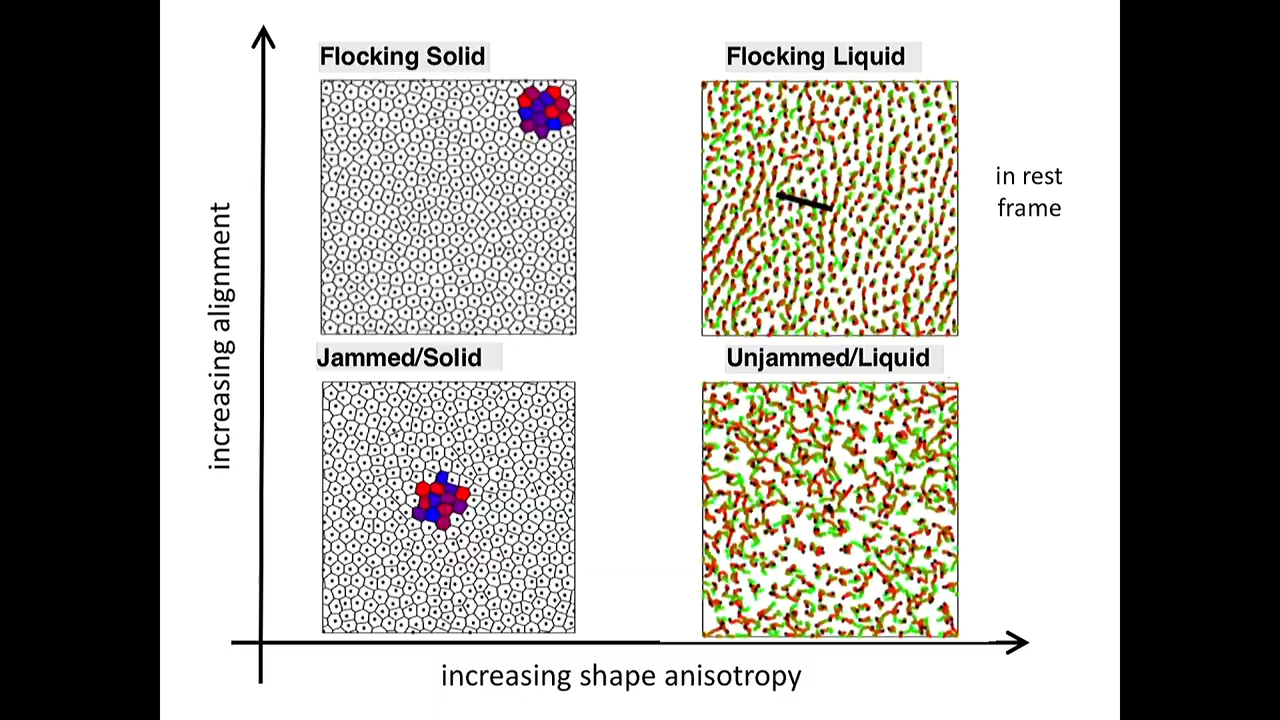 Flocking Solid
Flocking Liquid
in rest
frame
increasing alignment
Jammed/Solid
Unjammed/Liquid
increasing shape anisotropy